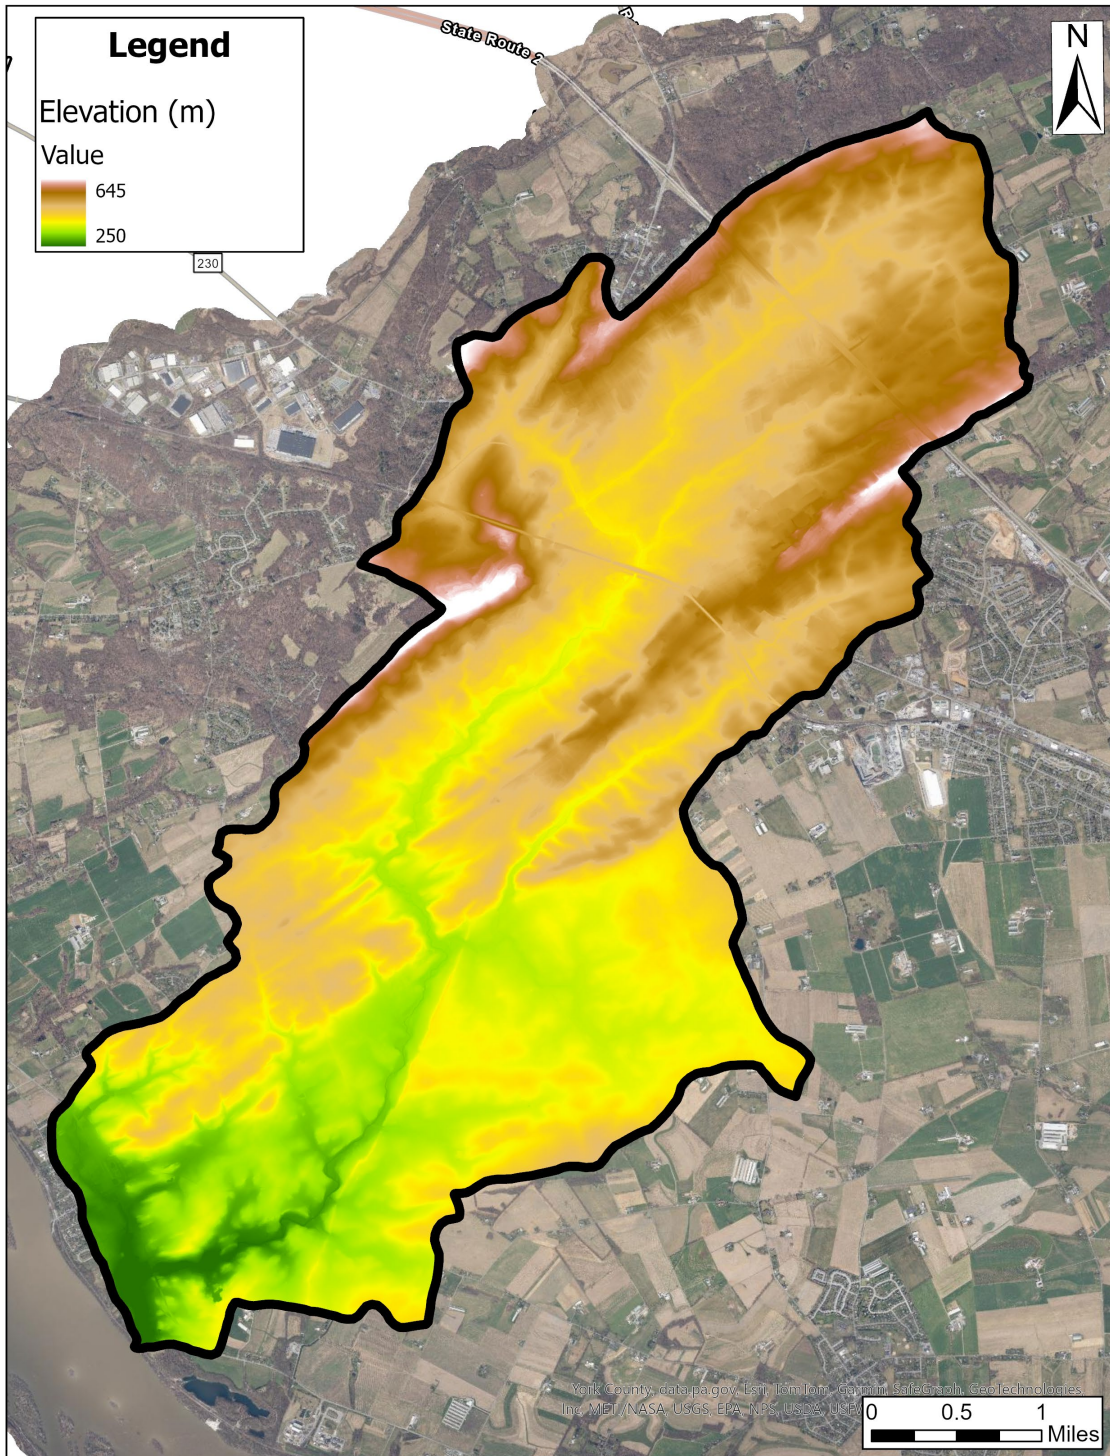 Legend
Elevation (m)
Value
645
250
State Route 2
230
N
York County, data.pa.gov, Esri, TomTom, Garmin, SafeGraph, GeoTechnologies
Inc, METI/NASA, USGS, EPA, NPS, USDA, USFW
0 0.5 1
Miles